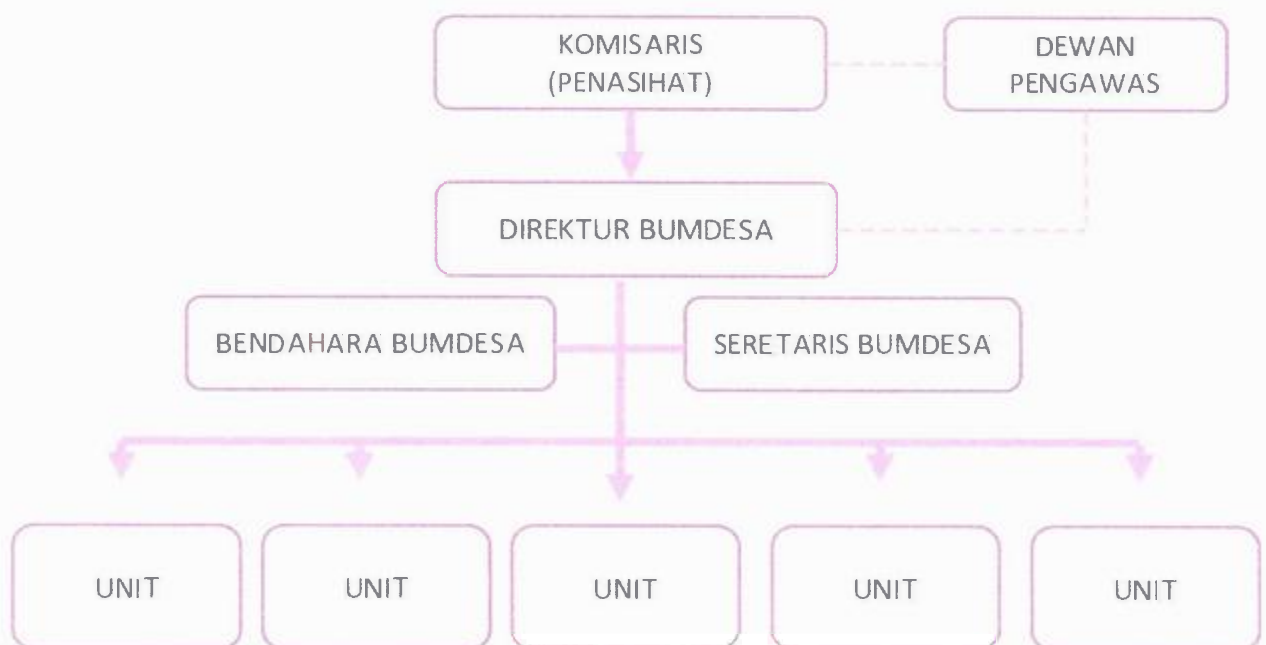 KOMISARIS
(PENASIHAT)
DEWAN
PENGAWAS
DIREKTUR BUMDESA
BENDAHARA BUMDESA
SERETARIS BUMDESA
UNIT
UNIT
UNIT
UNIT
UNIT